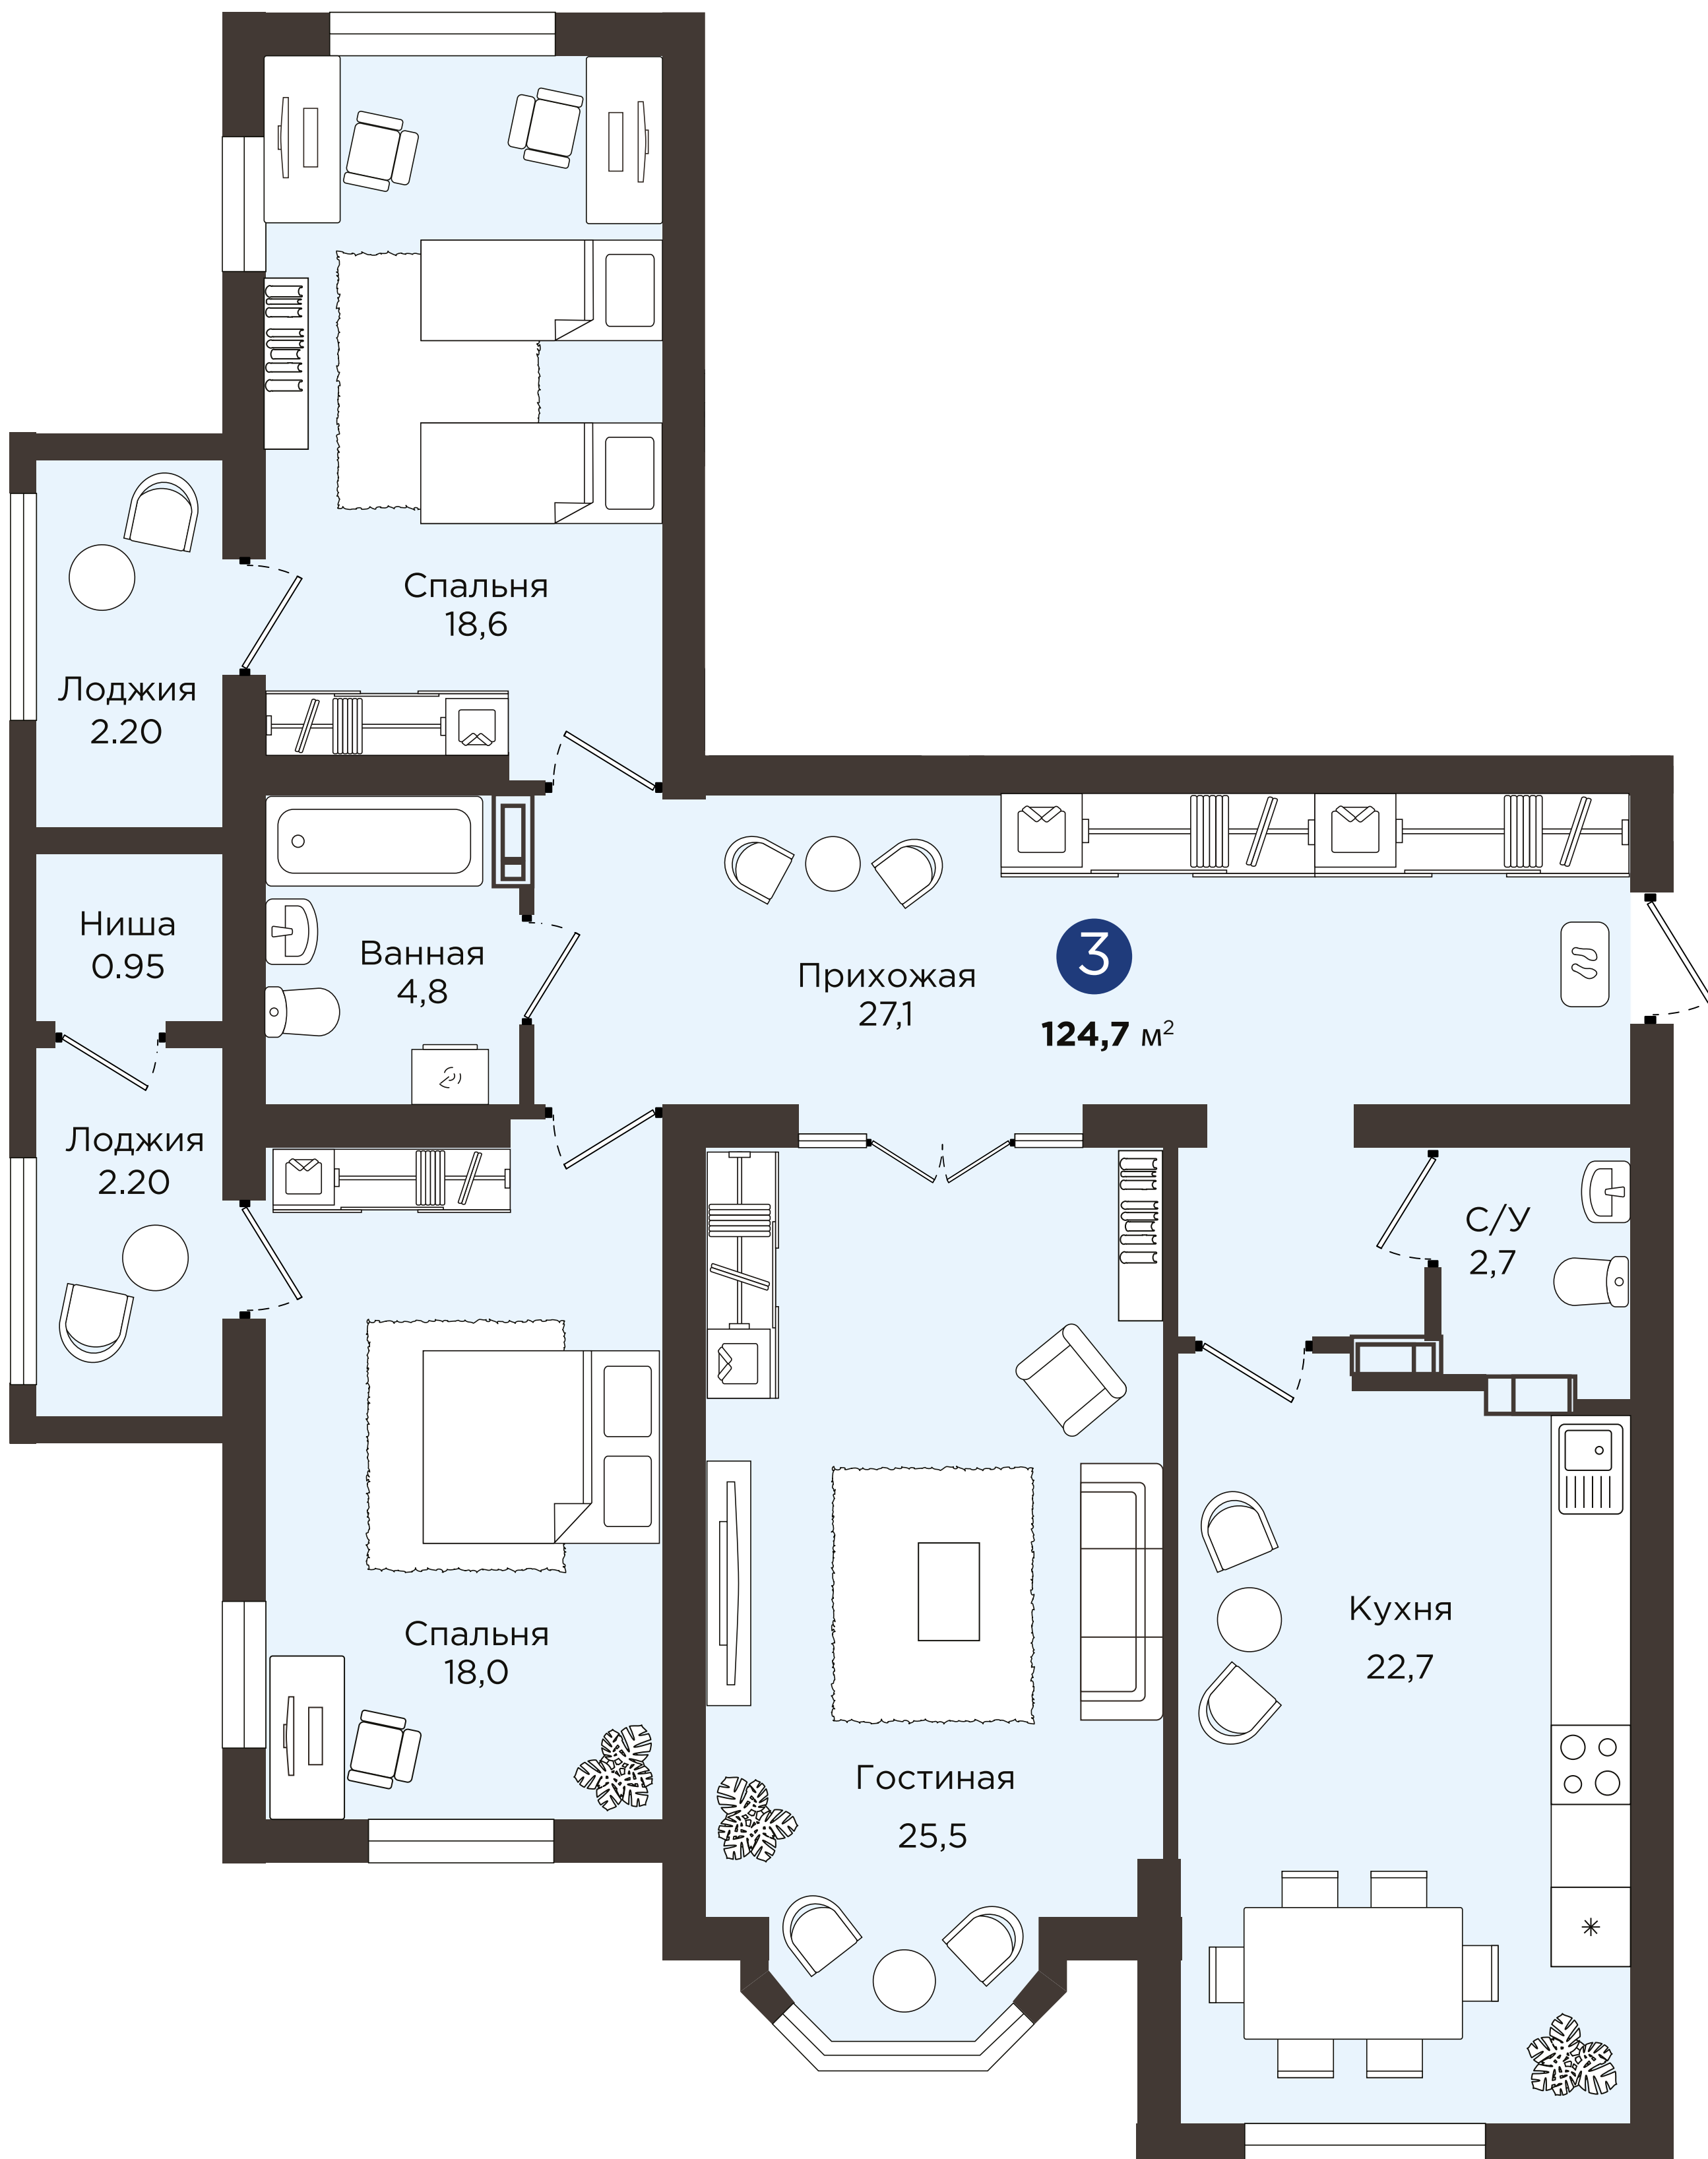 Спальня
18,6
Лоджия
2.20
Ниша
0.95
Ванная
4,8
Прихожая
27,1
3
124,7 м²
Лоджия
2.20
С/У
2,7
Спальня
18,0
Кухня
22,7
Гостиная
25,5